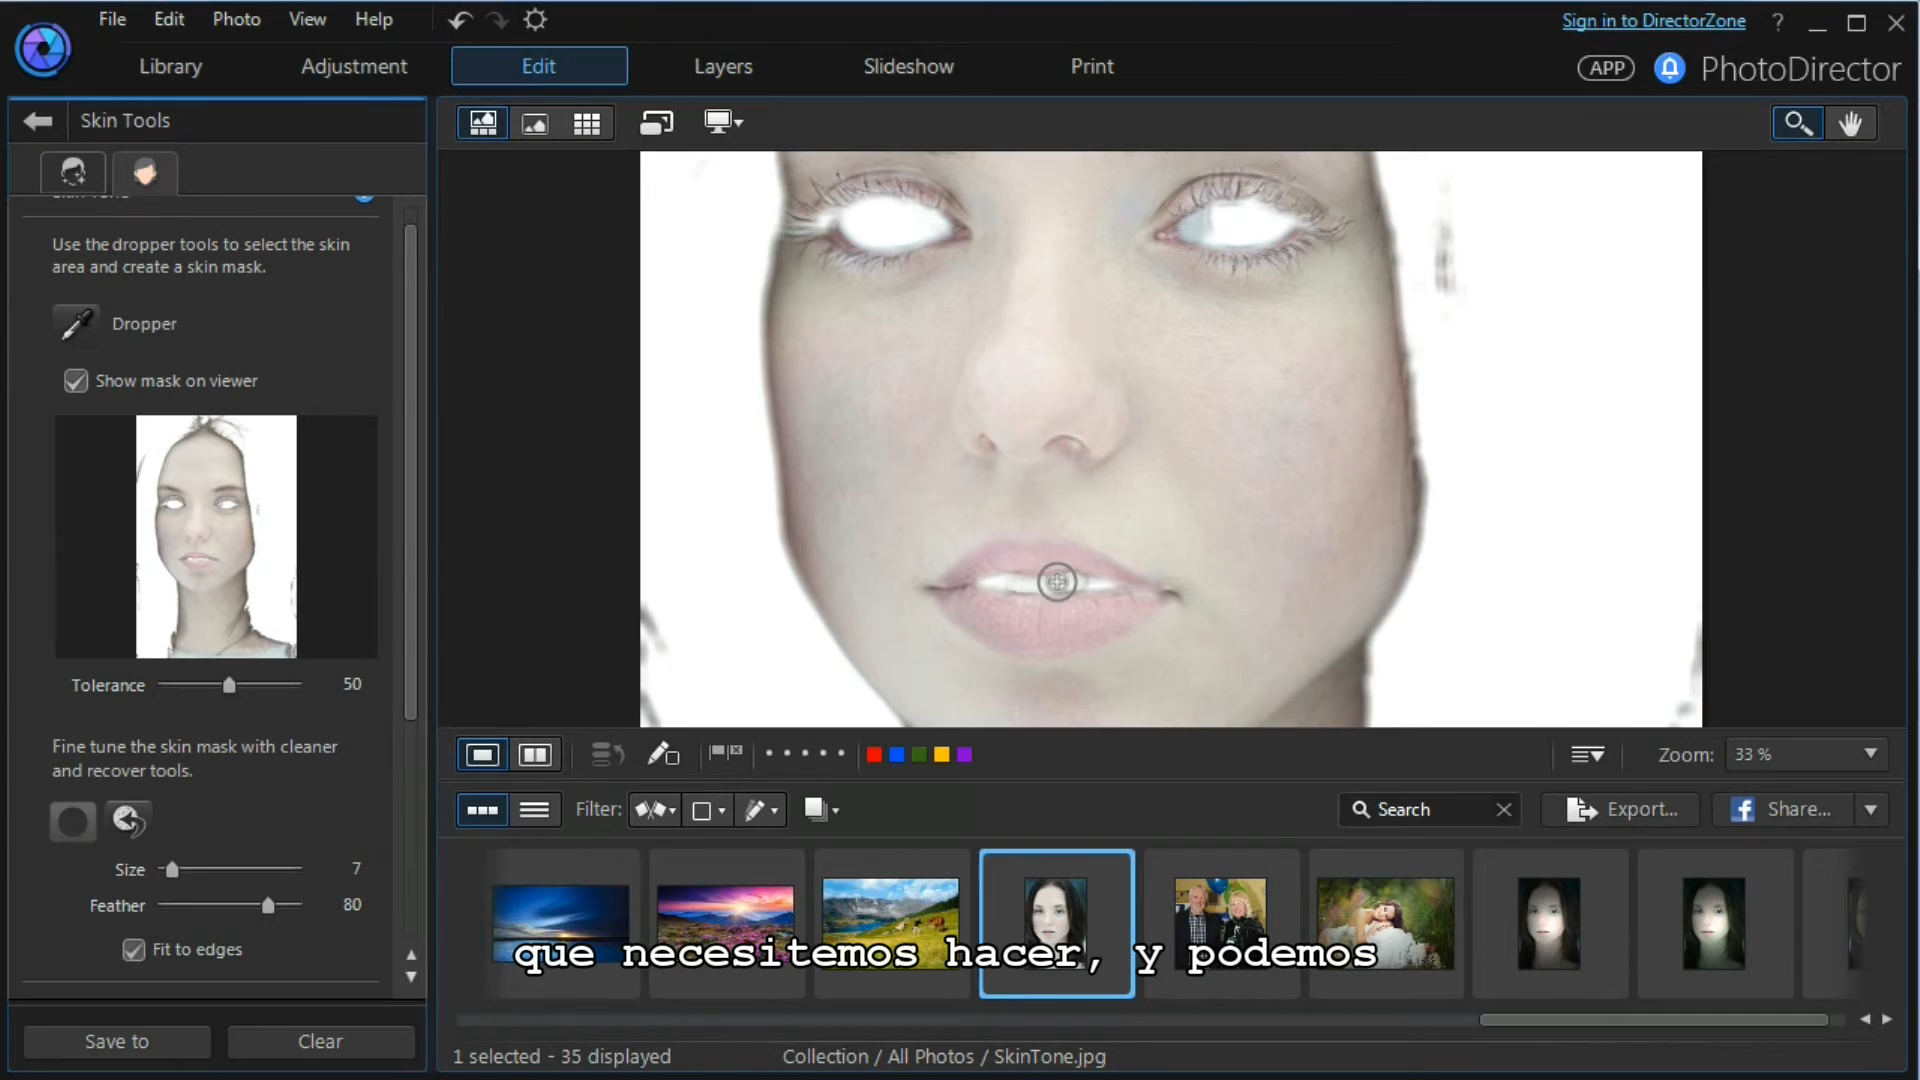 File Edit Photo View Help
Sign in to DirectorZone ?
Library Adjustment Edit Layers Slideshow Print
APP PhotoDirector
Skin Tools
Use the dropper tools to select the skin
area and create a skin mask.
Dropper
Show mask on viewer
Tolerance 50
Fine tune the skin mask with cleaner
and recover tools.
Size 7
Feather 80
Fit to edges
Save to Clear
Zoom: 33 %
Filter: Search Export... Share...
que necesitemos hacer, y podemos
1 selected - 35 displayed Collection / All Photos / SkinTone.jpg